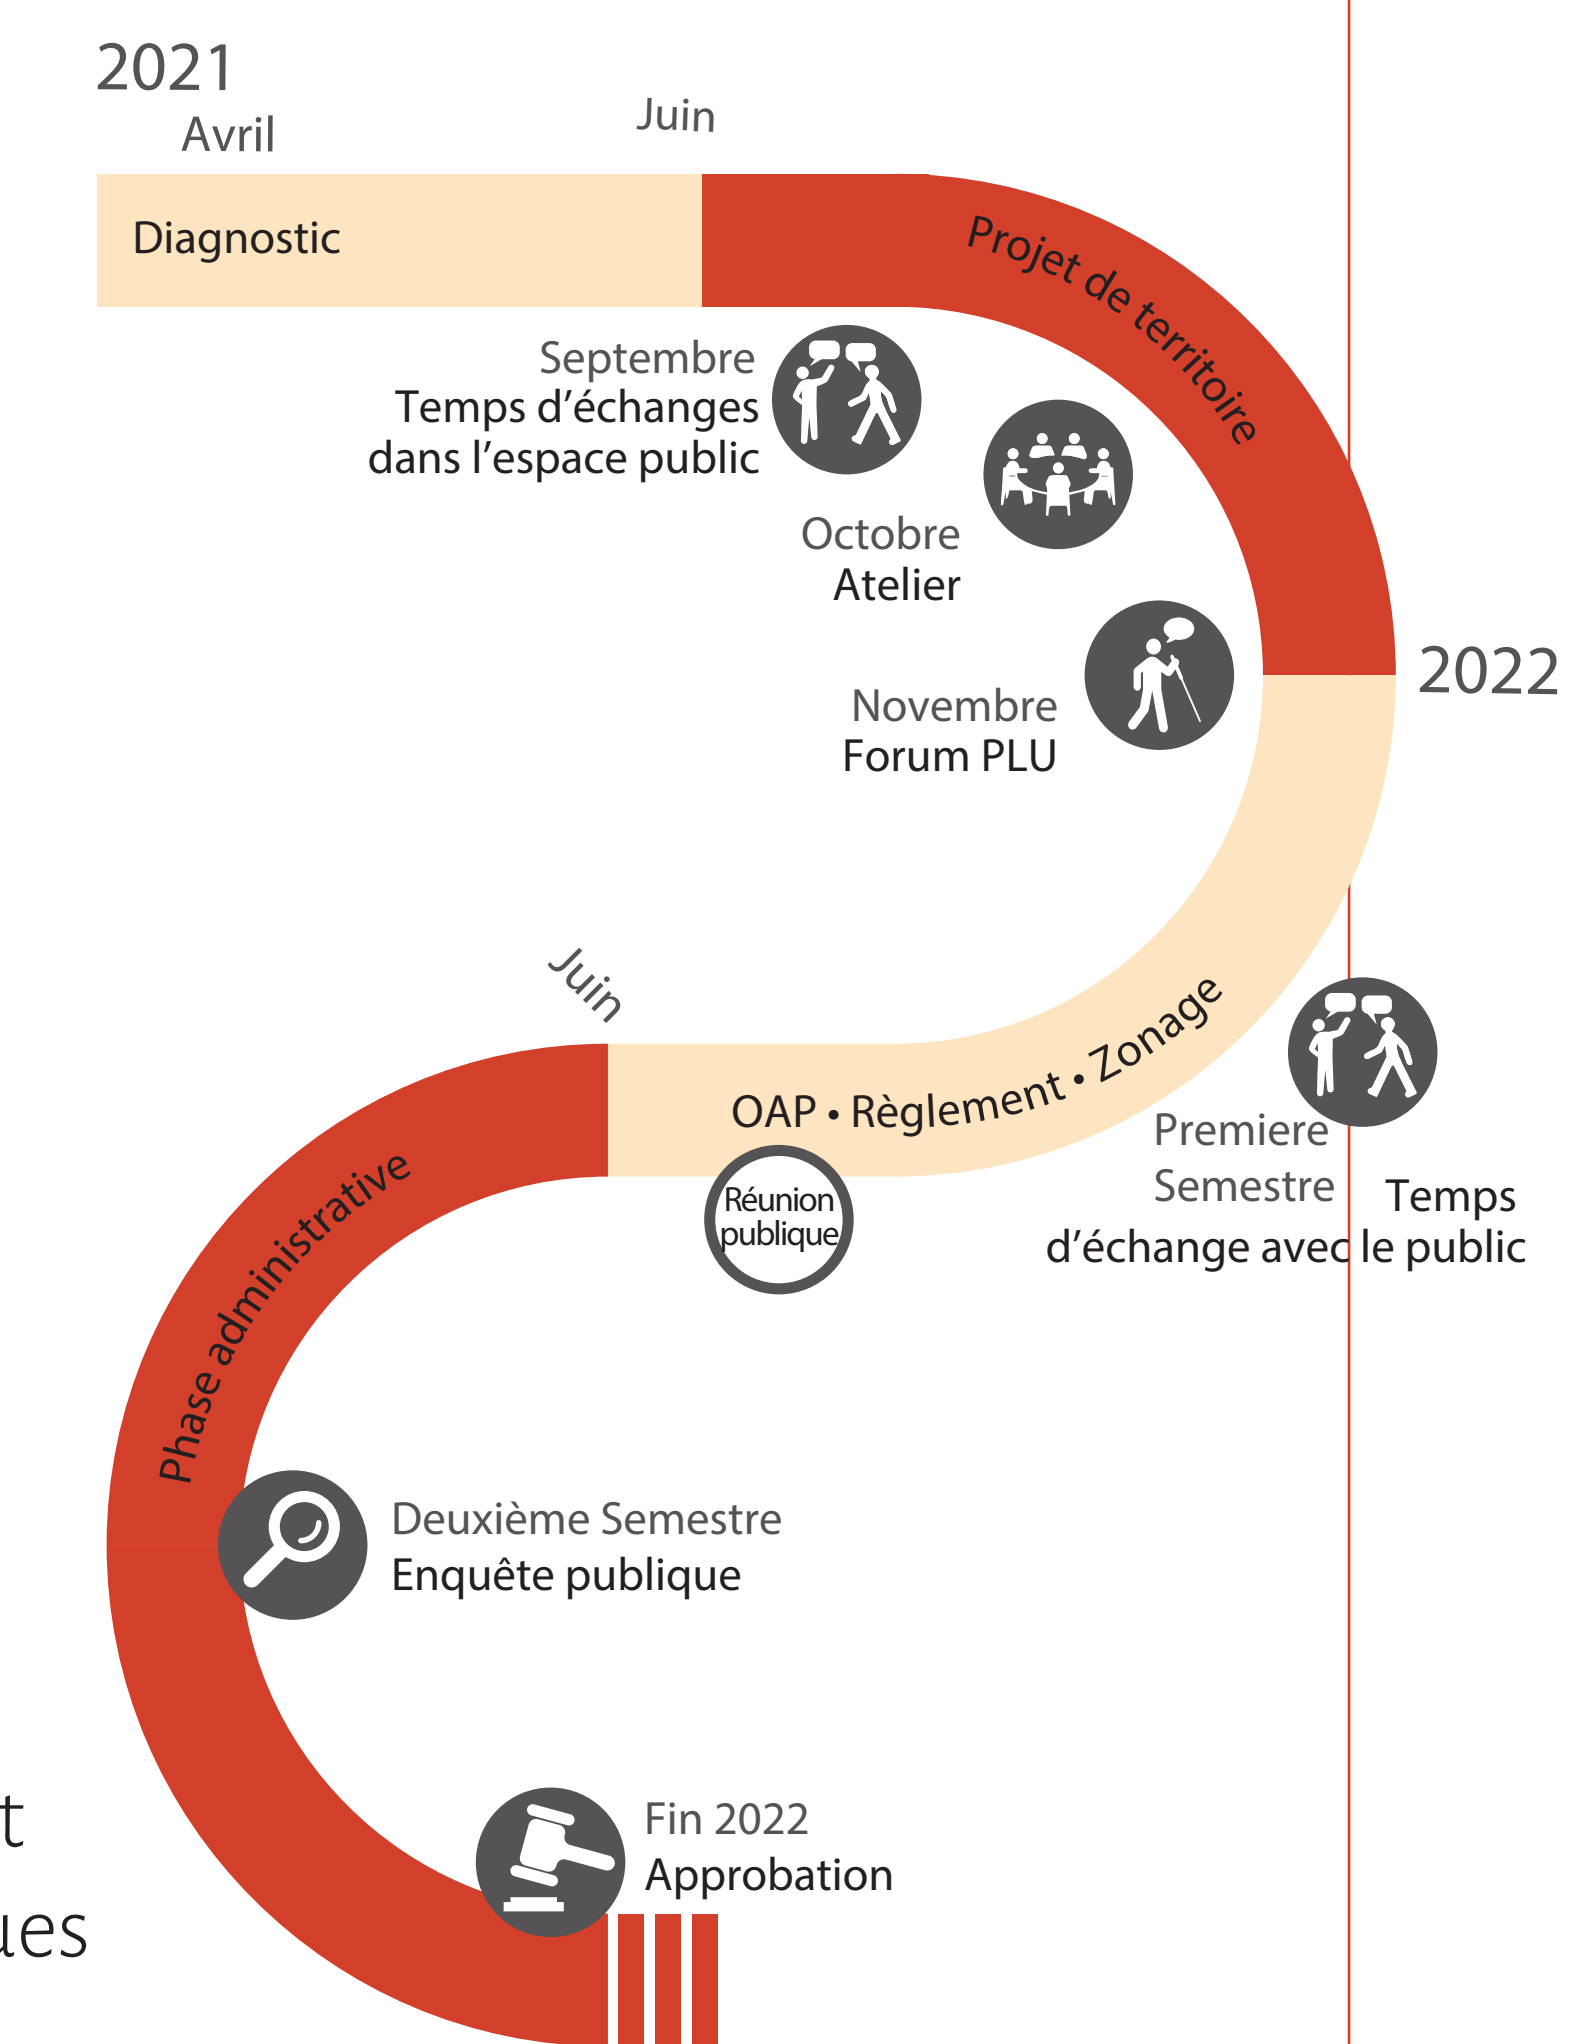 2021
Avril
Juin
Diagnostic
Projet de territoire
Septembre
Temps d’échanges
dans l’espace public
Octobre
Atelier
2022
Novembre
Forum PLU
Juin
OAP • Règlement • Zonage
Premiere
Semestre
Temps
d’échange avec le public
Réunion
publique
Phase administrative
Deuxième Semestre
Enquête publique
Fin 2022
Approbation